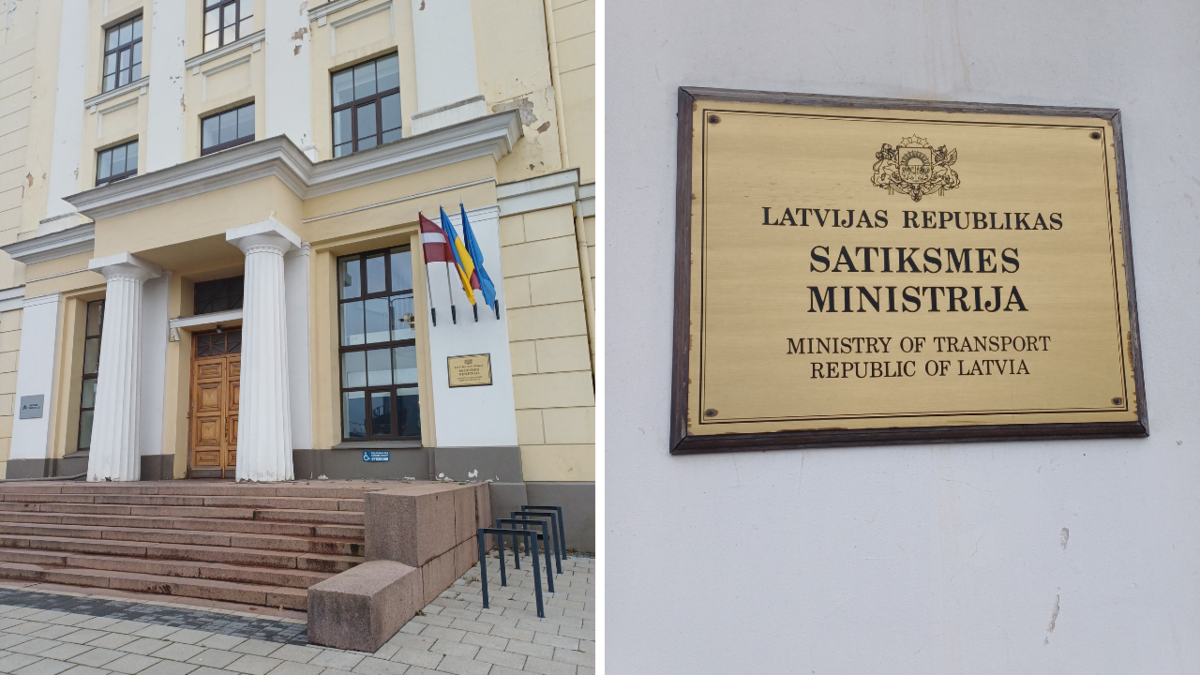 LATVIJAS REPUBLIKAS
SATIKSMES
MINISTRIJA
MINISTRY OF TRANSPORT
REPUBLIC OF LATVIA